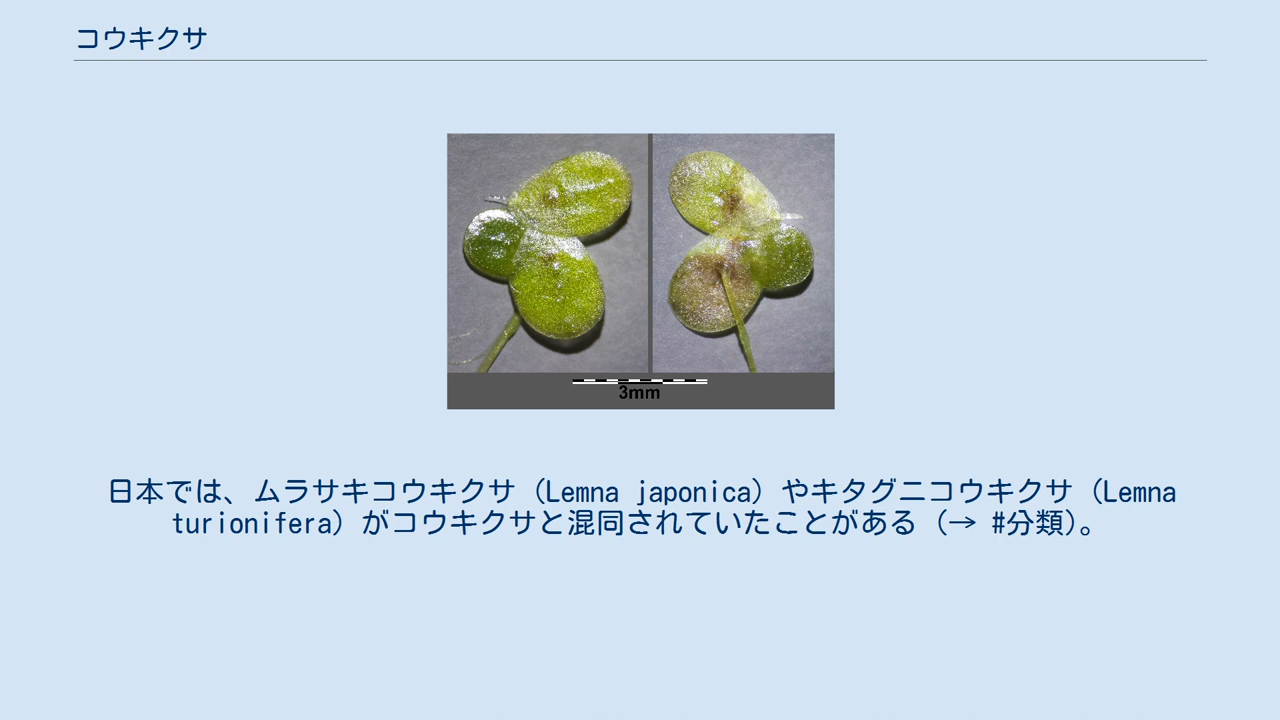 コウキクサ
3mm
日本では、ムラサキコウキクサ（Lemna japonica）やキタグニコウキクサ（Lemna
turionifera）がコウキクサと混同されていたことがある（→ #分類）。